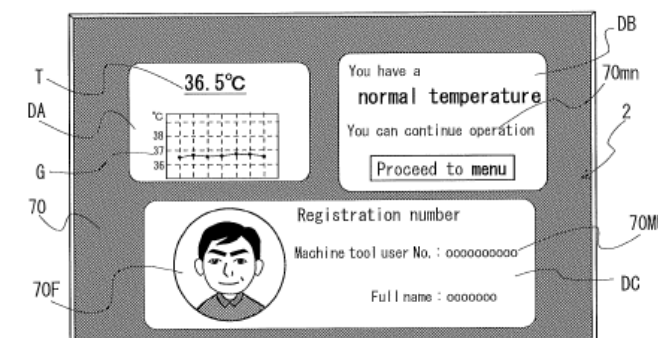 DB
T
36.5℃
You have a
70mn
normal temperature
DA
2
℃
You can continue operation
38
37
G
36
Proceed to menu
70
Registration number
70M
Machine tool user No. : oooooooooo
DC
70F
Full name : ooooooo